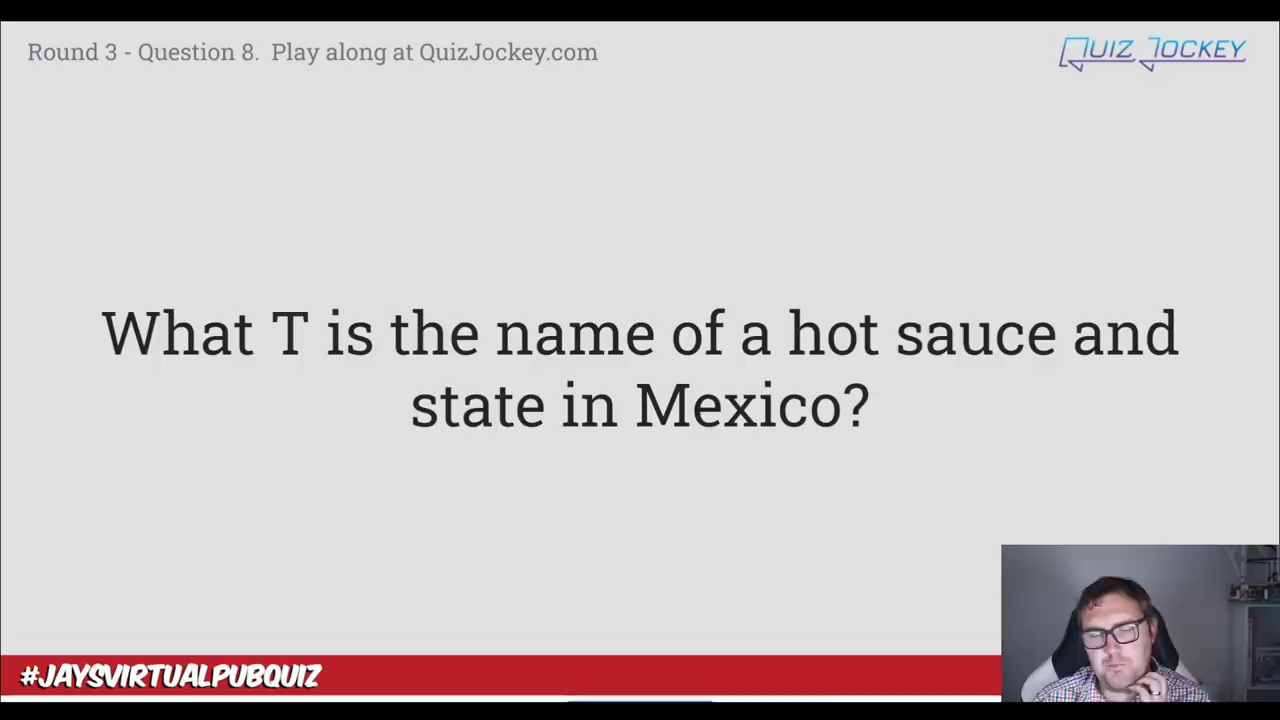 Round 3 - Question 8. Play along at QuizJockey.com
QUIZ JOCKEY
What T is the name of a hot sauce and
state in Mexico?
#JAYSVIRTUALPUBQUIZ